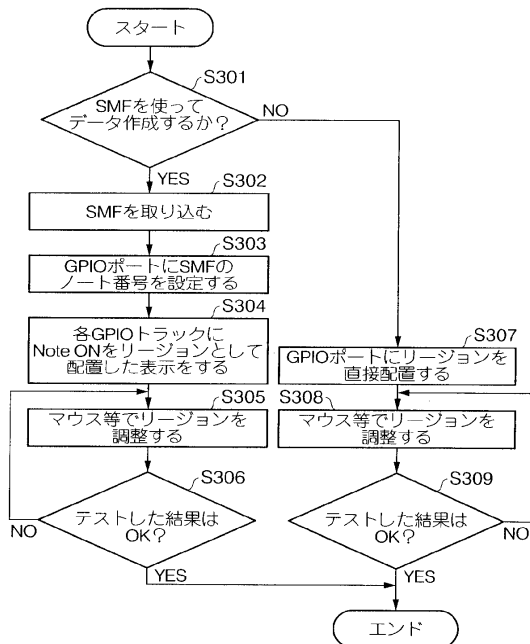 スタート
S301
SMFを使って
データ作成するか?
NO
YES
S302
SMFを取り込む
S303
GPIOポートにSMFの
ノート番号を設定する
S304
各GPIOトラックに
Note ONをリージョンとして
配置した表示をする
S305
マウス等でリージョンを
調整する
S306
テストした結果は
OK?
NO
YES
S307
GPIOポートにリージョンを
直接配置する
S308
マウス等でリージョンを
調整する
S309
テストした結果は
OK?
NO
YES
エンド